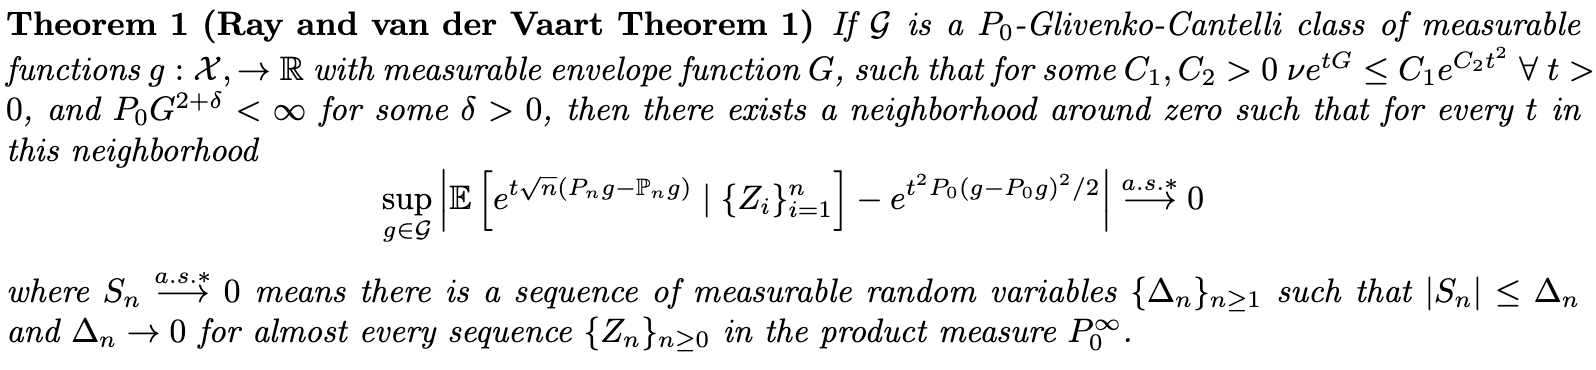 Theorem 1 (Ray and van der Vaart Theorem 1) If 𝒢 is a P₀-Glivenko-Cantelli class of measurable
functions g : 𝒳, → ℝ with measurable envelope function G, such that for some C₁, C₂ > 0 νe^{tG} ≤ C₁e^{C₂t²} ∀ t >
0, and P₀G^{2+δ} < ∞ for some δ > 0, then there exists a neighborhood around zero such that for every t in
this neighborhood
sup_{g∈𝒢} |𝔼 [e^{t√n(P_n g−ℙ_n g)} | {Z_i}_{i=1}^n] − e^{t²P₀(g−P₀g)²/2}| \xrightarrow{a.s.*} 0
where S_n \xrightarrow{a.s.*} 0 means there is a sequence of measurable random variables {Δ_n}_{n≥1} such that |S_n| ≤ Δ_n
and Δ_n → 0 for almost every sequence {Z_n}_{n≥0} in the product measure P₀^∞.